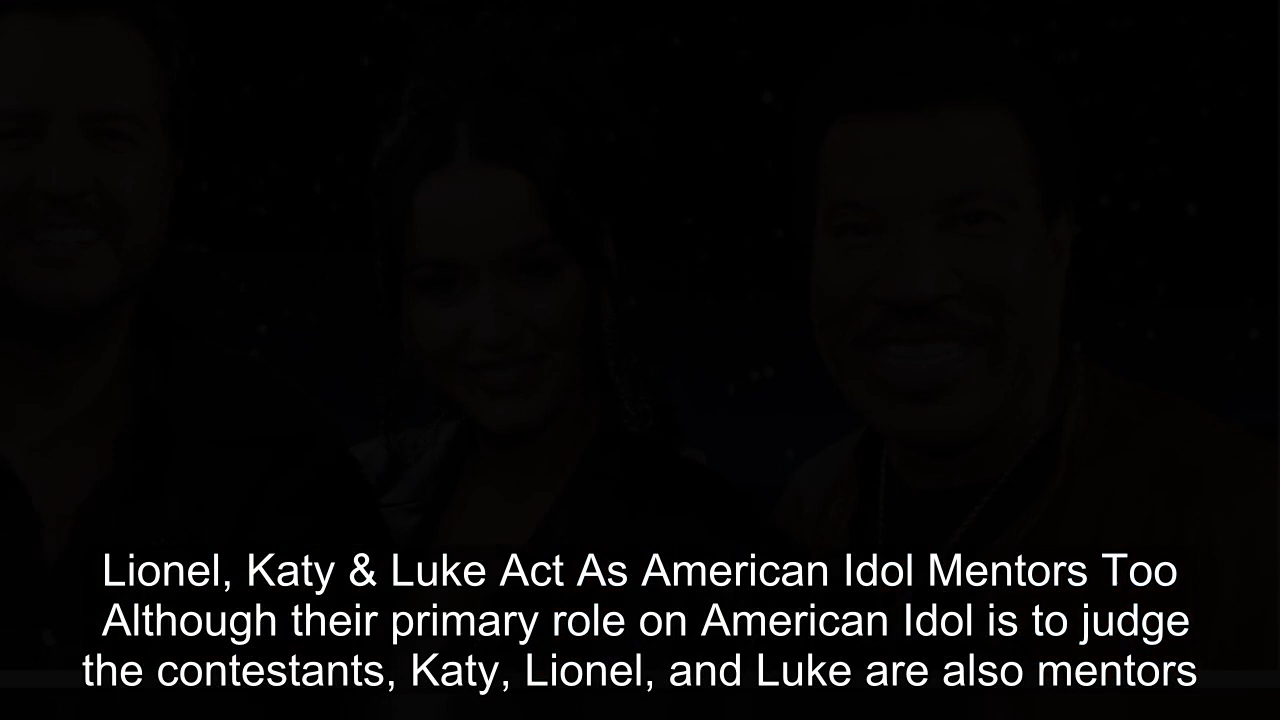 Lionel, Katy & Luke Act As American Idol Mentors Too
Although their primary role on American Idol is to judge
the contestants, Katy, Lionel, and Luke are also mentors